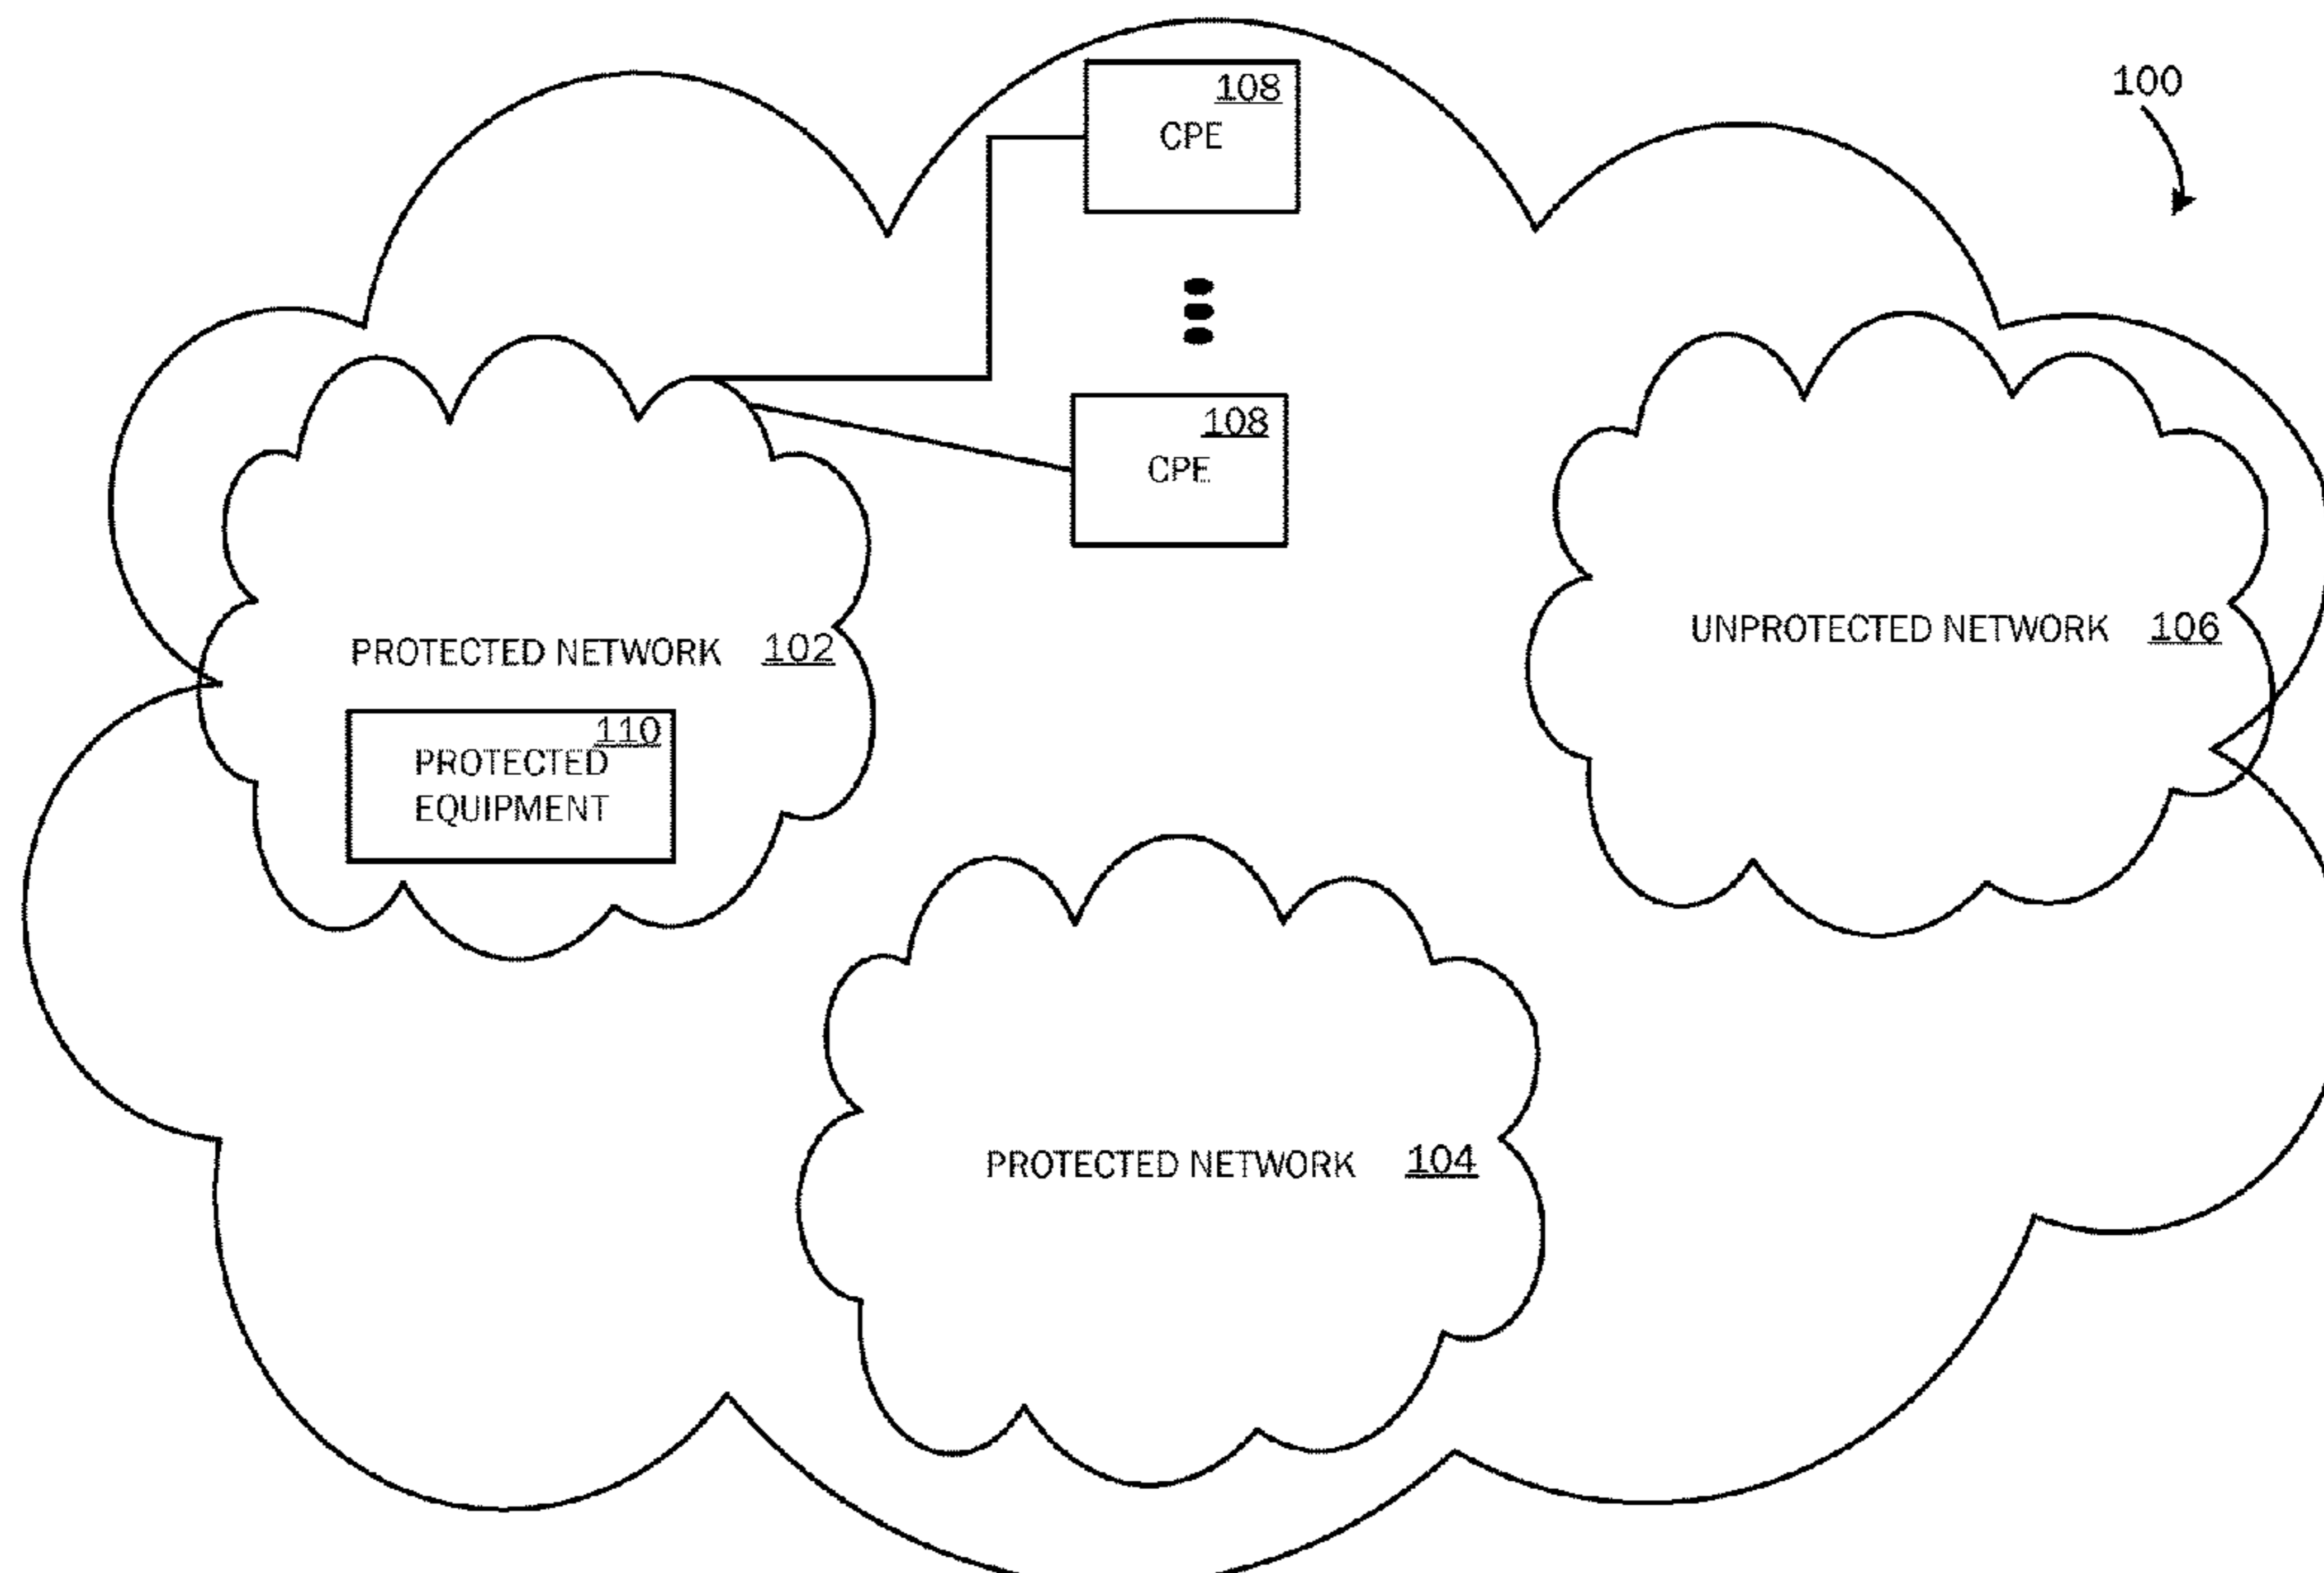 100
108
CPE
108
CPE
PROTECTED NETWORK 102
UNPROTECTED NETWORK 106
110
PROTECTED
EQUIPMENT
PROTECTED NETWORK 104